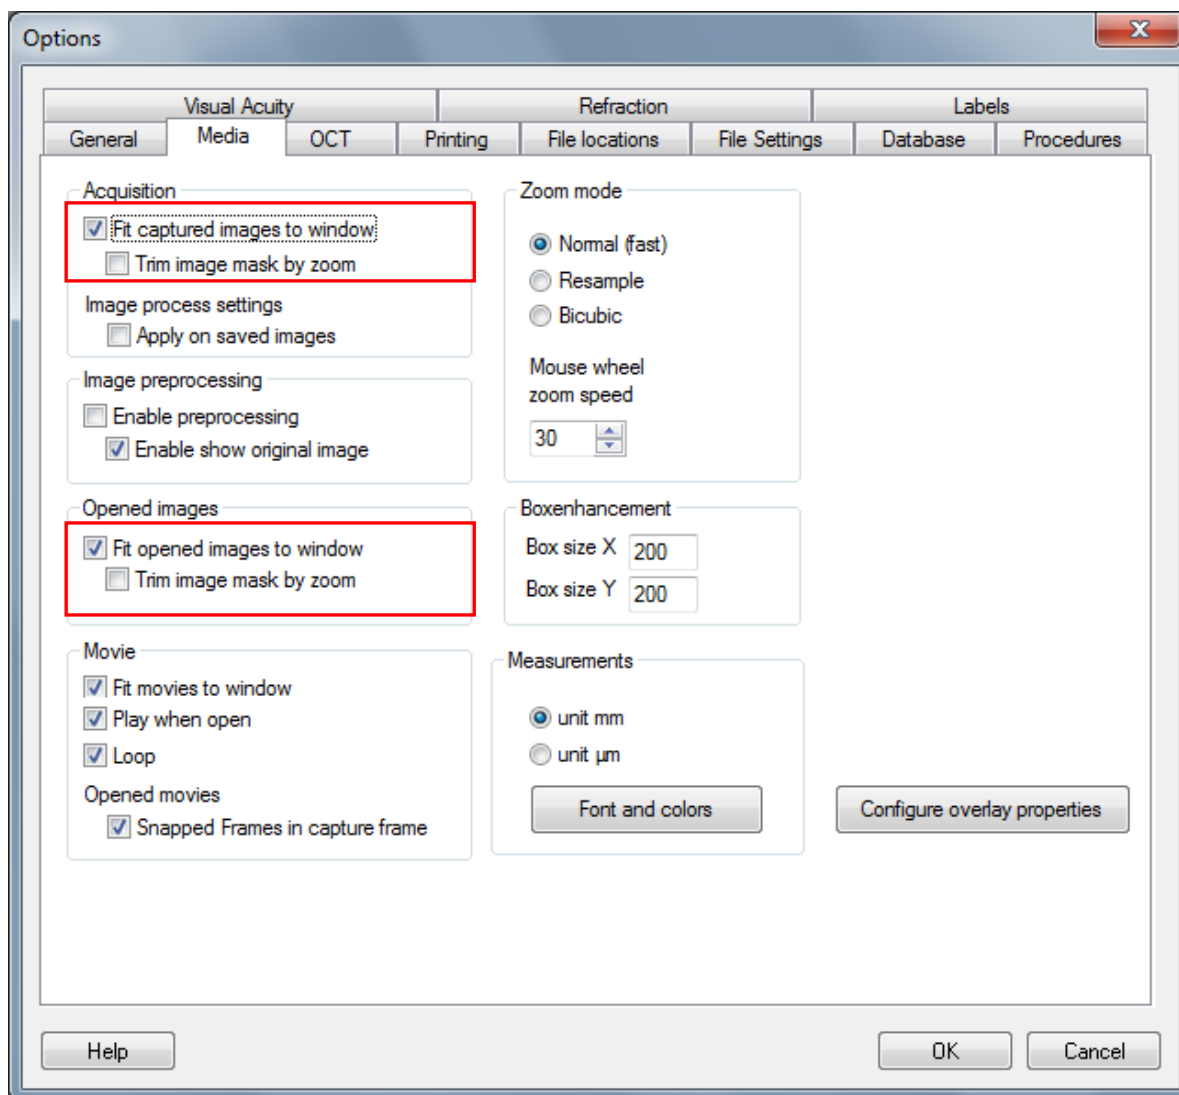 Options
X
Visual Acuity
Refraction
Labels
General
Media
OCT
Printing
File locations
File Settings
Database
Procedures
Acquisition
Fit captured images to window
Trim image mask by zoom
Image process settings
Apply on saved images
Image preprocessing
Enable preprocessing
Enable show original image
Opened images
Fit opened images to window
Trim image mask by zoom
Movie
Fit movies to window
Play when open
Loop
Opened movies
Snapped Frames in capture frame
Zoom mode
Normal (fast)
Resample
Bicubic
Mouse wheel
zoom speed
30
Boxenhancement
Box size X 200
Box size Y 200
Measurements
unit mm
unit µm
Font and colors
Configure overlay properties
Help
OK
Cancel